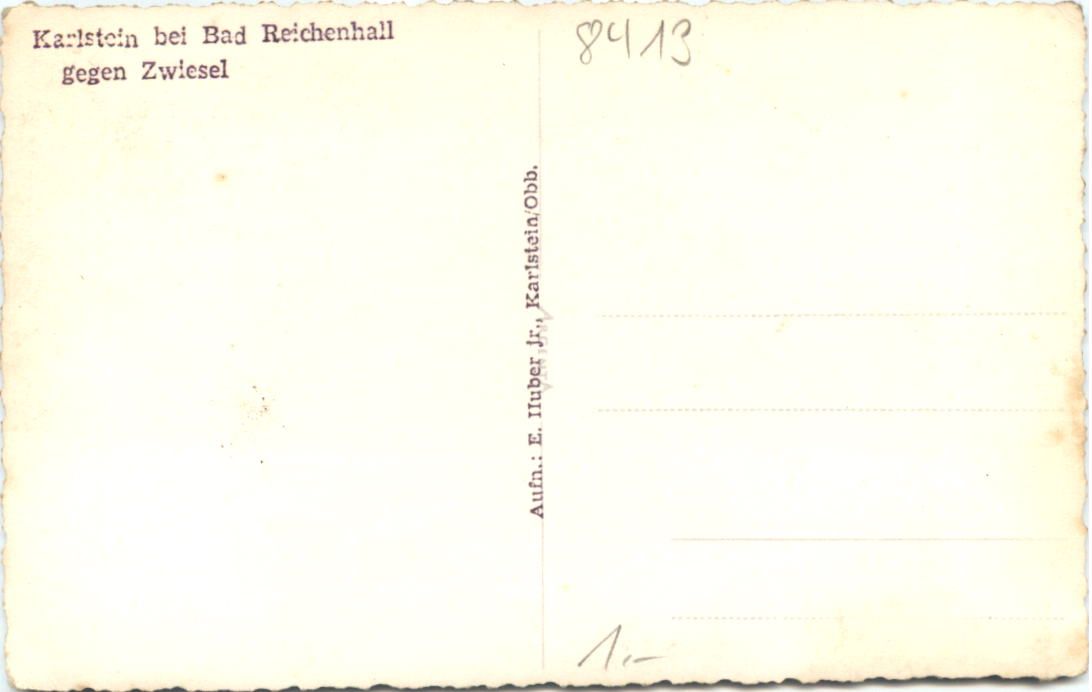 Karlstein bei Bad Reichenhall
gegen Zwiesel
8413
Aufn.: E. Huber jr., Karlstein/Obb.
1,-